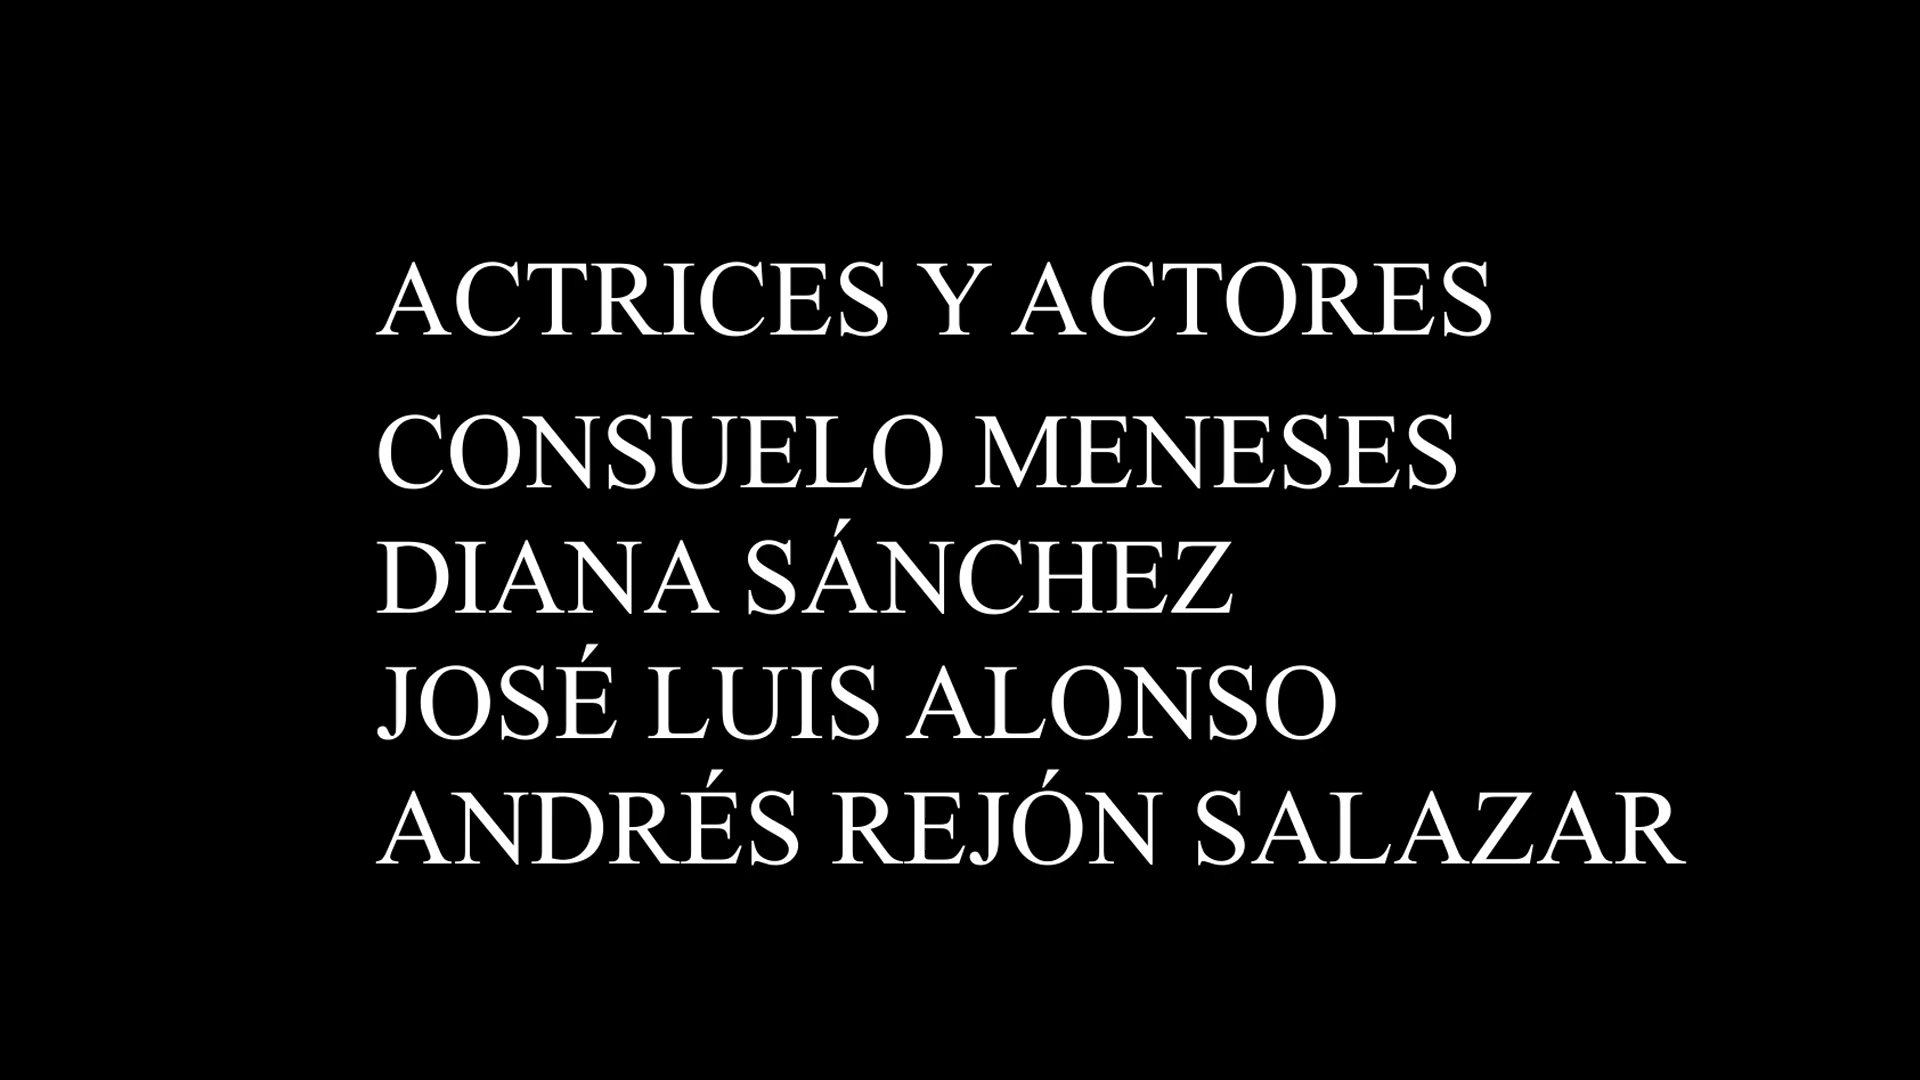 ACTRICES Y ACTORES
CONSUELO MENESES
DIANA SÁNCHEZ
JOSÉ LUIS ALONSO
ANDRÉS REJÓN SALAZAR